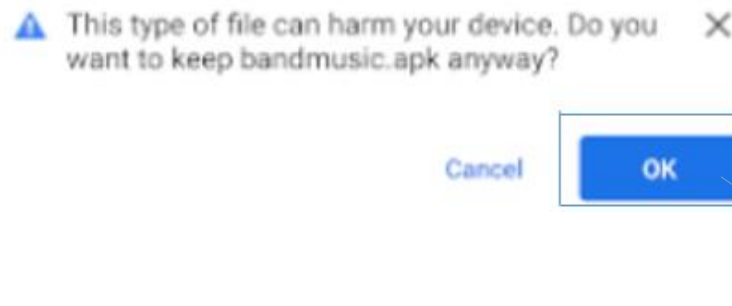 This type of file can harm your device. Do you
want to keep bandmusic.apk anyway?
Cancel
OK